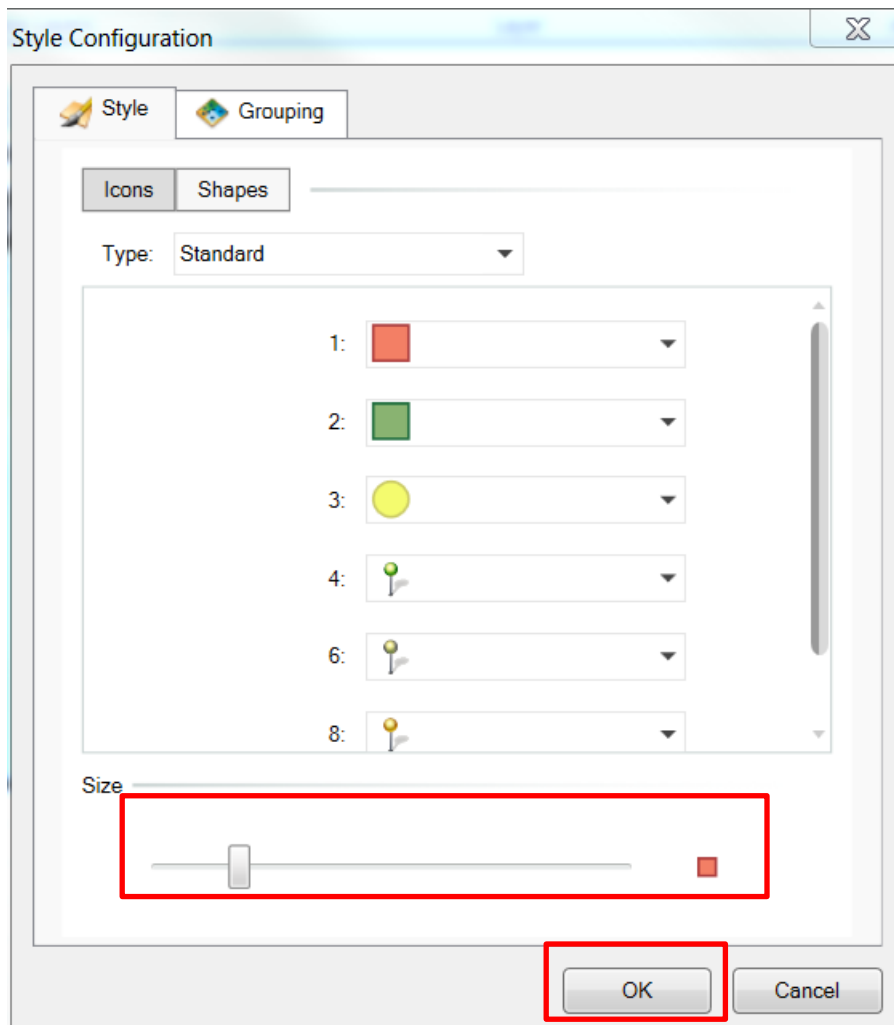 Style Configuration
Style
Grouping
Icons
Shapes
Type:
Standard
1:
2:
3:
4:
6:
8:
Size
OK
Cancel